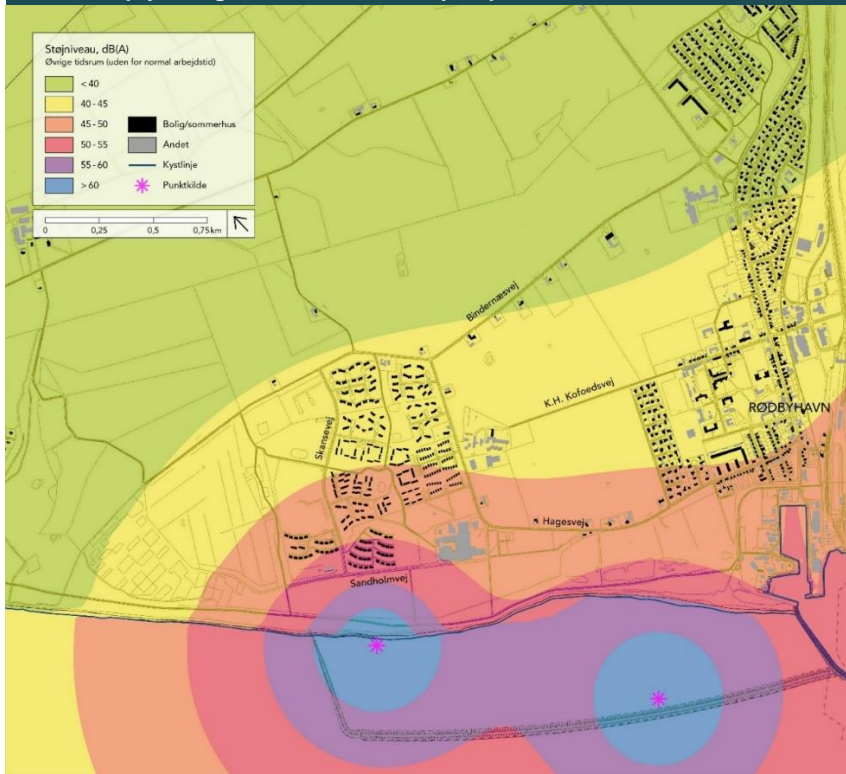 Støjniveau, dB(A)
Øvrige tidsrum (uden for normal arbejdstid)
<40
40 - 45
45 - 50
50 - 55
55 - 60
>60
Bolig/sommerhus
Andet
Kystlinje
Punktkilde
0 0,25 0,5 0,75 km
Bindernæsvej
K.H. Kofoedsvej
RØDBYHAVN
Skansevej
Hagesvej
Sandholmvej